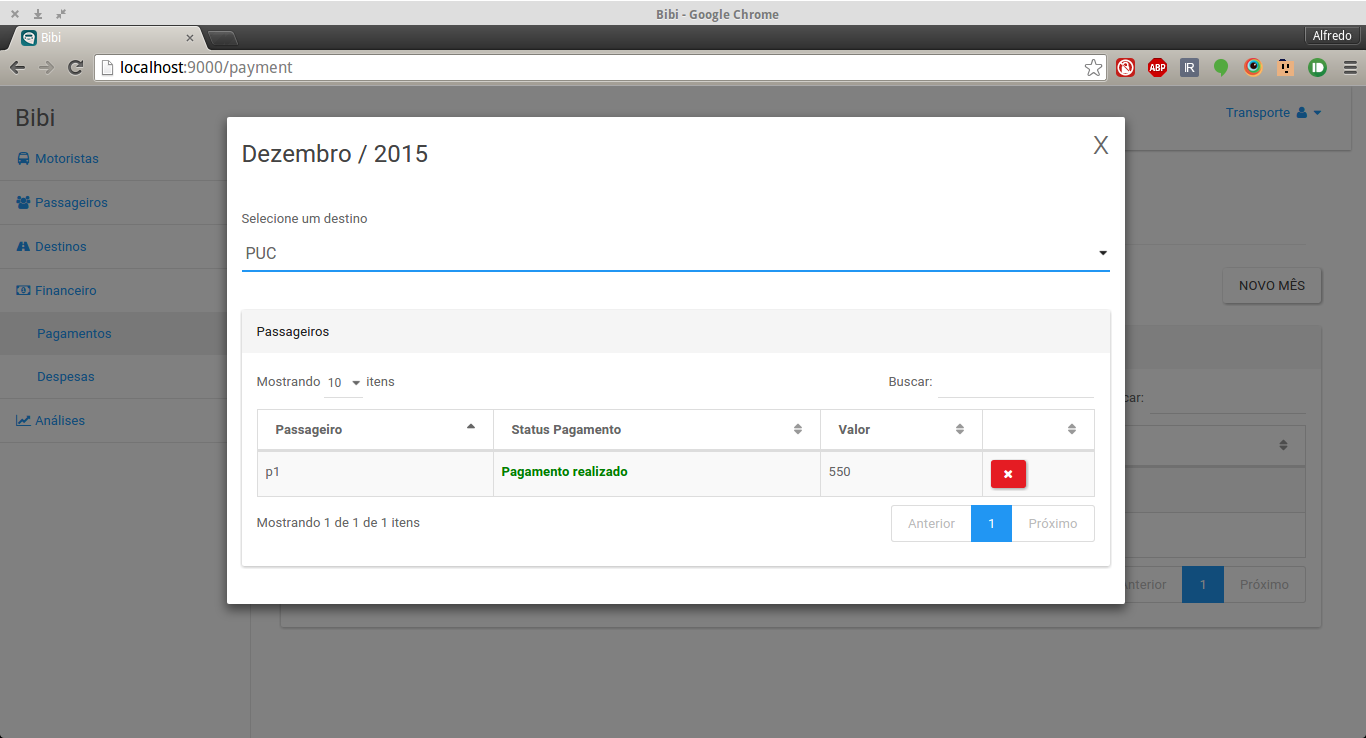 Bibi - Google Chrome
Bibi
Alfredo
localhost:9000/payment
ABP
IR
Bibi
Transporte
Motoristas
Passageiros
Destinos
Financeiro
Pagamentos
Despesas
Análises
Dezembro / 2015
X
Selecione um destino
PUC
NOVO MÊS
Passageiros
Mostrando 10 itens
Buscar:
car:
Passageiro Status Pagamento Valor
p1 Pagamento realizado 550
Mostrando 1 de 1 de 1 itens
Anterior 1 Próximo
nterior 1 Próximo